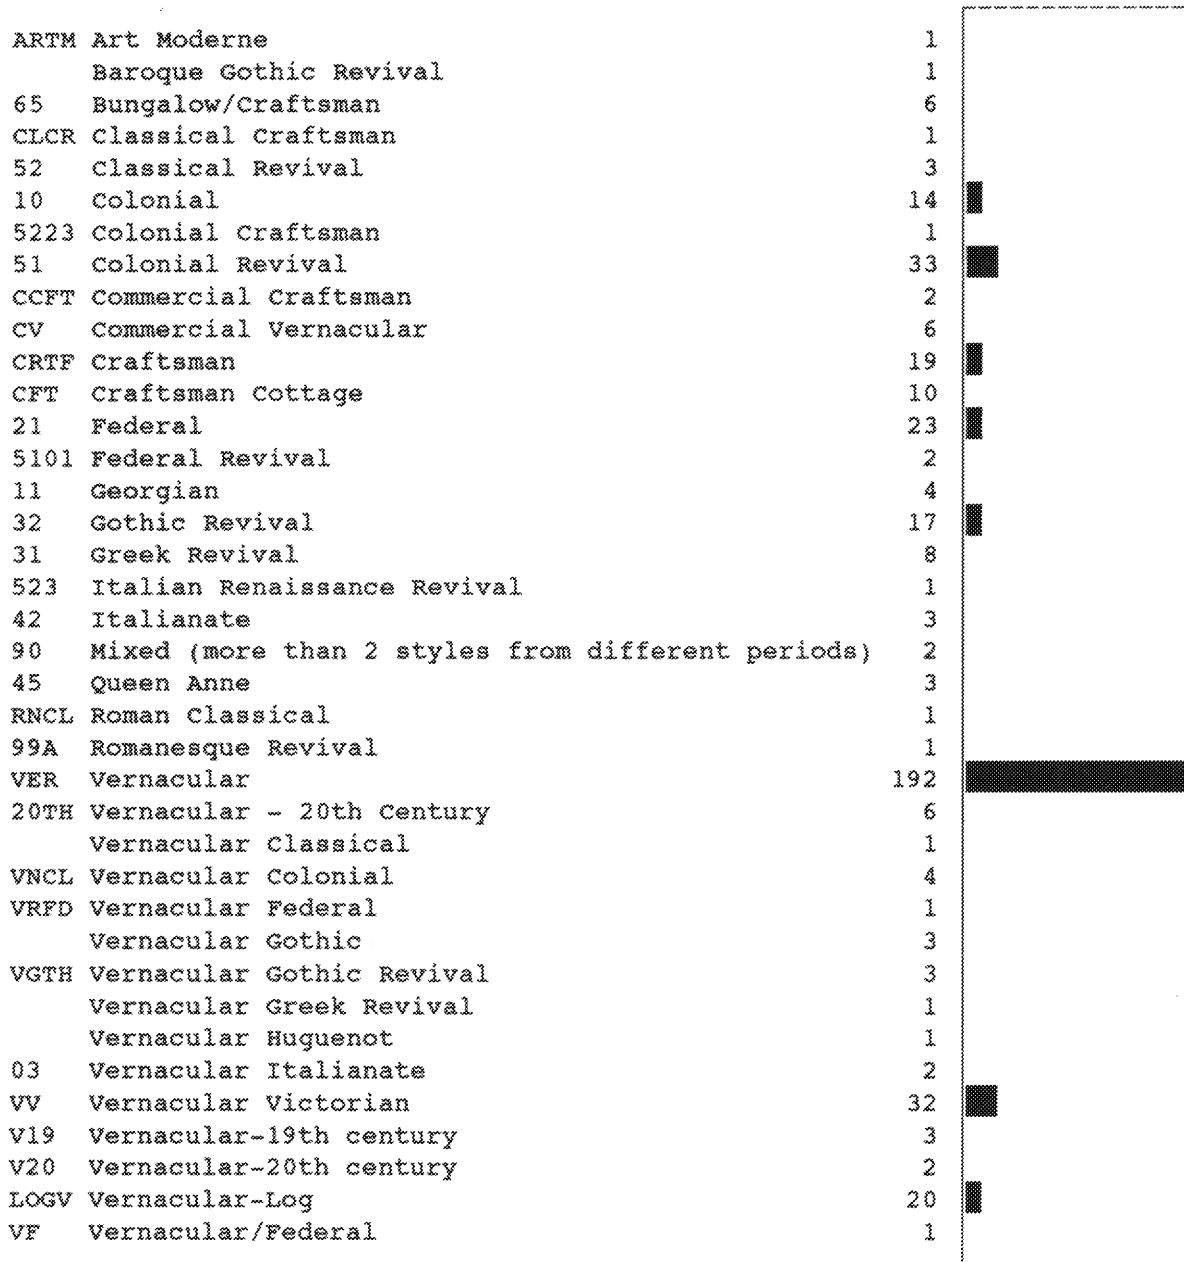 ARTM Art Moderne 1
Baroque Gothic Revival 1
65 Bungalow/Craftsman 6
CLCR Classical Craftsman 1
52 Classical Revival 3
10 Colonial 14
5223 Colonial Craftsman 1
51 Colonial Revival 33
CCFT Commercial Craftsman 2
CV Commercial Vernacular 6
CRTF Craftsman 19
CFT Craftsman Cottage 10
21 Federal 23
5101 Federal Revival 2
11 Georgian 4
32 Gothic Revival 17
31 Greek Revival 8
523 Italian Renaissance Revival 1
42 Italianate 3
90 Mixed (more than 2 styles from different periods) 2
45 Queen Anne 3
RNCL Roman Classical 1
99A Romanesque Revival 1
VER Vernacular 192
20TH Vernacular - 20th Century 6
Vernacular Classical 1
VNCL Vernacular Colonial 4
VRFD Vernacular Federal 1
Vernacular Gothic 3
VGTH Vernacular Gothic Revival 3
Vernacular Greek Revival 1
Vernacular Huguenot 1
03 Vernacular Italianate 2
VV Vernacular Victorian 32
V19 Vernacular-19th century 3
V20 Vernacular-20th century 2
LOGV Vernacular-Log 20
VF Vernacular/Federal 1